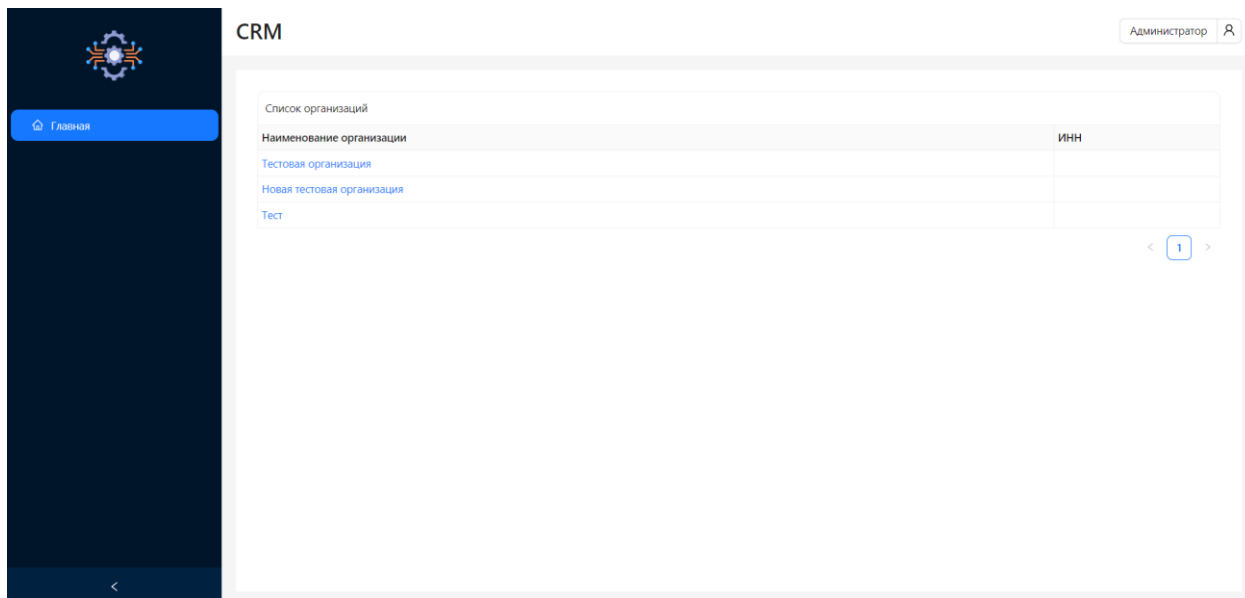 CRM
Администратор
Главная
Список организаций
Наименование организации ИНН
Тестовая организация
Новая тестовая организация
Тест
< 1 >
<